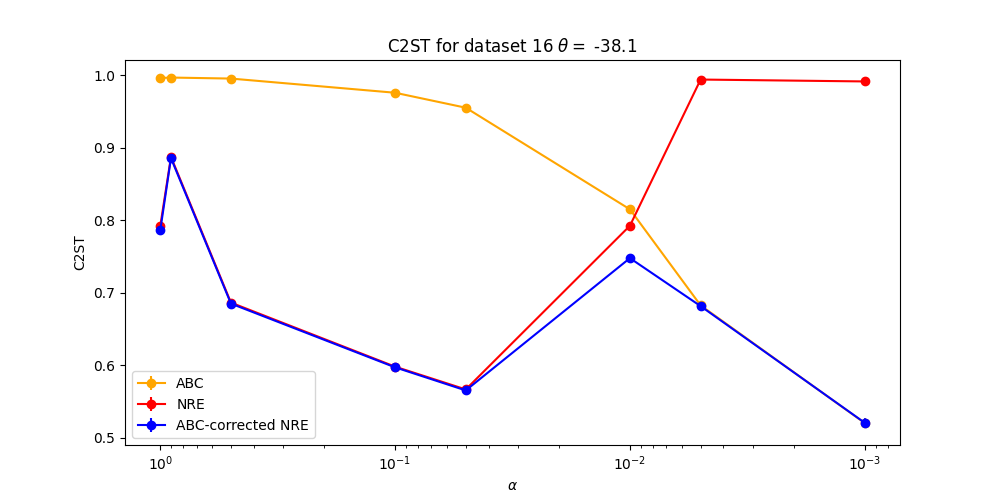 C2ST for dataset 16 θ = -38.1
C2ST
1.0
0.9
0.8
0.7
0.6
0.5
ABC
NRE
ABC-corrected NRE
10⁰
10⁻¹
10⁻²
10⁻³
α